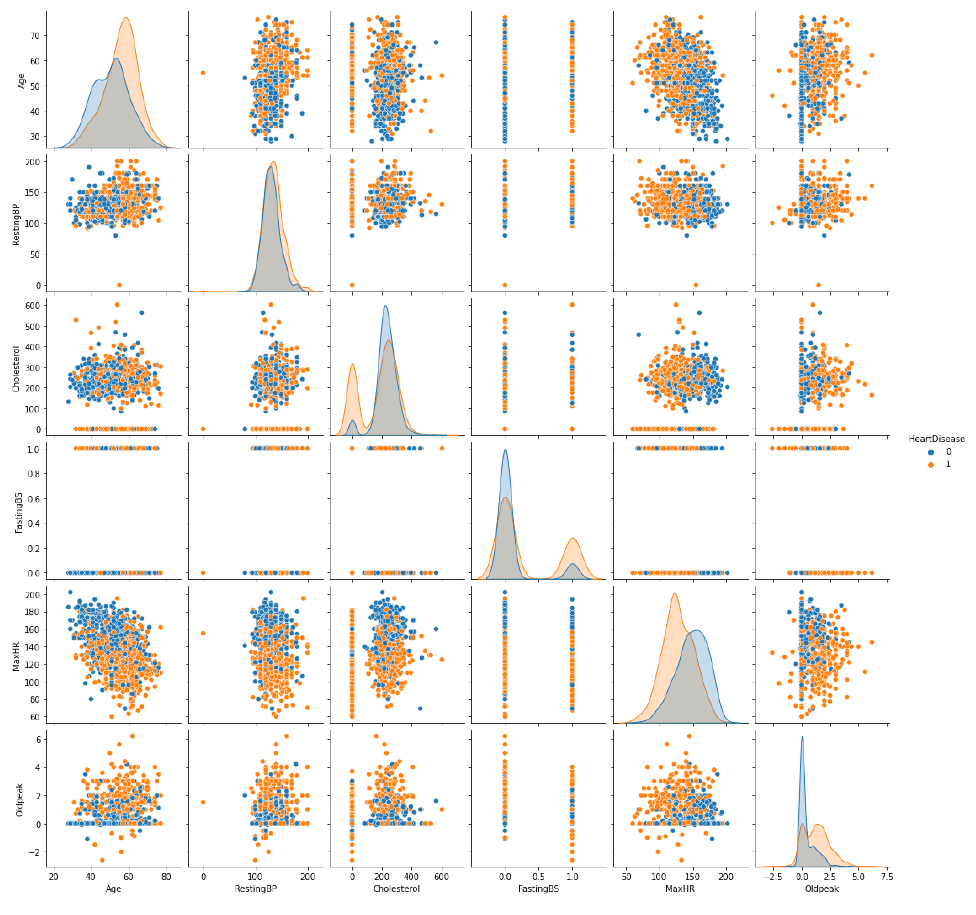 70
60
50
40
30
Age
200
150
100
50
0
RestingBP
600
500
400
300
200
100
0
Cholesterol
1.0
0.8
0.6
0.4
0.2
0.0
FastingBS
HeartDisease
0
1
200
180
160
140
120
100
80
60
MaxHR
6
4
2
0
−2
Oldpeak
20 40 60 80
0 100 200
0 200 400 600
0.0 0.5 1.0
50 100 150 200
−2.5 0.0 2.5 5.0 7.5
Age RestingBP Cholesterol FastingBS MaxHR Oldpeak